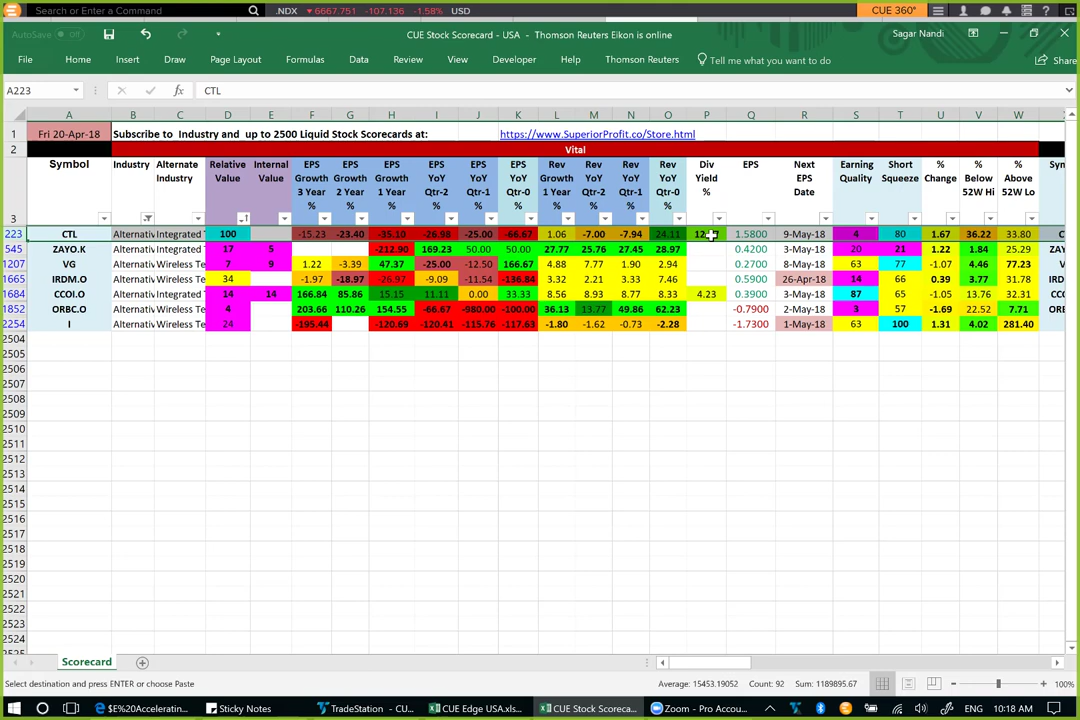 Search or Enter a Command .NDX 6667.751 -107.136 -1.58% USD CUE 360° ?
AutoSave Off CUE Stock Scorecard - USA - Thomson Reuters Eikon is online Sagar Nandi
File Home Insert Draw Page Layout Formulas Data Review View Developer Help Thomson Reuters Tell me what you want to do Share
A223 fx CTL
A B C D E F G H I J K L M N O P Q R S T U V W
1 Fri 20-Apr-18 Subscribe to Industry and up to 2500 Liquid Stock Scorecards at: https://www.SuperiorProfit.co/Store.html
2 Vital
3 Symbol Industry Alternate Industry Relative Value Internal Value EPS Growth 3 Year % EPS Growth 2 Year % EPS Growth 1 Year % EPS YoY Qtr-2 % EPS YoY Qtr-1 % EPS YoY Qtr-0 % Rev Growth 1 Year % Rev YoY Qtr-2 % Rev YoY Qtr-1 % Rev YoY Qtr-0 % Div Yield % EPS Next EPS Date Earning Quality Short Squeeze % Change % Below 52W Hi % Above 52W Lo Syn
223 CTL Alternativ Integrated T 100 -15.23 -23.40 -35.10 -26.98 -25.00 -66.67 1.06 -7.00 -7.94 24.11 1.5800 9-May-18 4 80 1.67 36.22 33.80 C
545 ZAYO.K Alternativ Integrated T 17 5 -212.90 169.23 50.00 50.00 27.77 25.76 27.45 28.97 0.4200 3-May-18 20 21 1.22 1.84 25.29 ZA
1207 VG Alternativ Wireless Te 7 9 1.22 -3.39 47.37 -25.00 -12.50 166.67 4.88 7.77 1.90 2.94 0.2700 8-May-18 63 77 -1.07 4.46 77.23 V
1665 IRDM.O Alternativ Wireless Te 34 -1.97 -18.97 -26.97 -9.09 -11.54 -136.84 3.32 2.21 3.33 7.46 0.5900 26-Apr-18 14 66 0.39 3.77 31.78 IRD
1684 CCOI.O Alternativ Integrated T 14 14 166.84 85.86 15.15 11.11 0.00 33.33 8.56 8.93 8.77 8.33 4.23 0.3900 3-May-18 87 65 -1.05 13.76 32.31 CC
1852 ORBC.O Alternativ Wireless Te 4 203.66 110.26 154.55 -66.67 -980.00 -100.00 36.13 13.77 49.86 62.23 -0.7900 2-May-18 3 57 -1.69 22.52 7.71 ORE
2254 I Alternativ Wireless Te 24 -195.44 -120.69 -120.41 -115.76 -117.63 -1.80 -1.62 -0.73 -2.28 -1.7300 1-May-18 63 100 1.31 4.02 281.40
2504
2505
2506
2507
2508
2509
2510
2511
2512
2513
2514
2515
2516
2517
2518
2519
2520
2521
2522
2523
2524
Scorecard
Select destination and press ENTER or choose Paste Average: 15453.19052 Count: 92 Sum: 1189895.67 100%
$E%20Acceleratin... Sticky Notes TradeStation - CU... CUE Edge USA.xls... CUE Stock Scoreca... Zoom - Pro Accou... ENG 10:18 AM